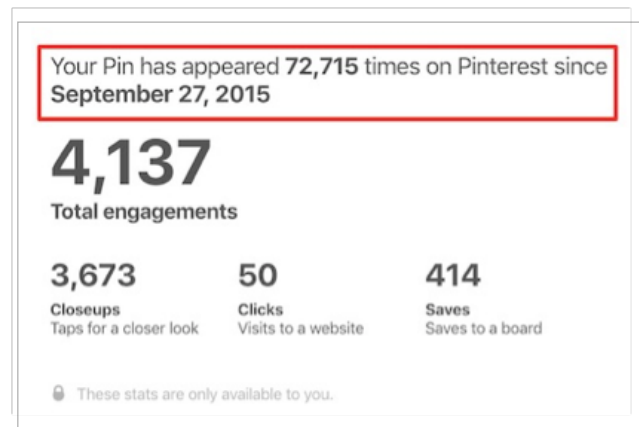 Your Pin has appeared 72,715 times on Pinterest since
September 27, 2015
4,137
Total engagements
3,673 50 414
Closeups Clicks Saves
Taps for a closer look Visits to a website Saves to a board
These stats are only available to you.